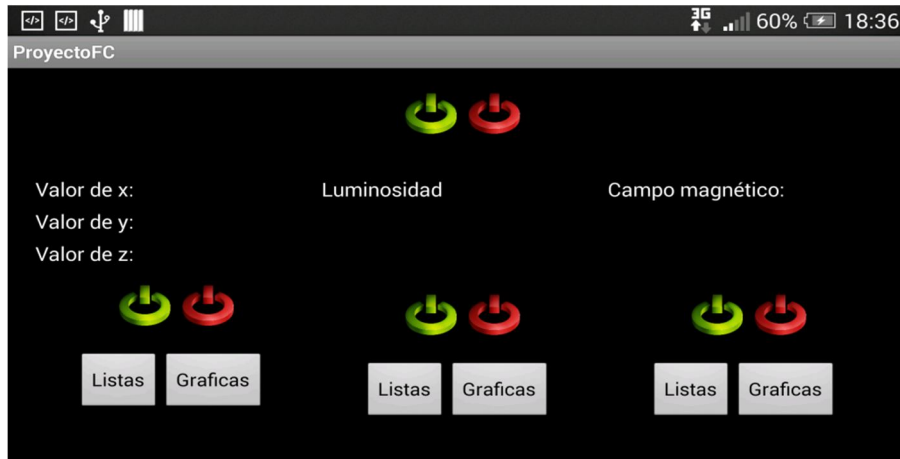 3G 60% 18:36
ProyectoFC
Valor de x: Luminosidad Campo magnético:
Valor de y:
Valor de z:
Listas Graficas Listas Graficas Listas Graficas